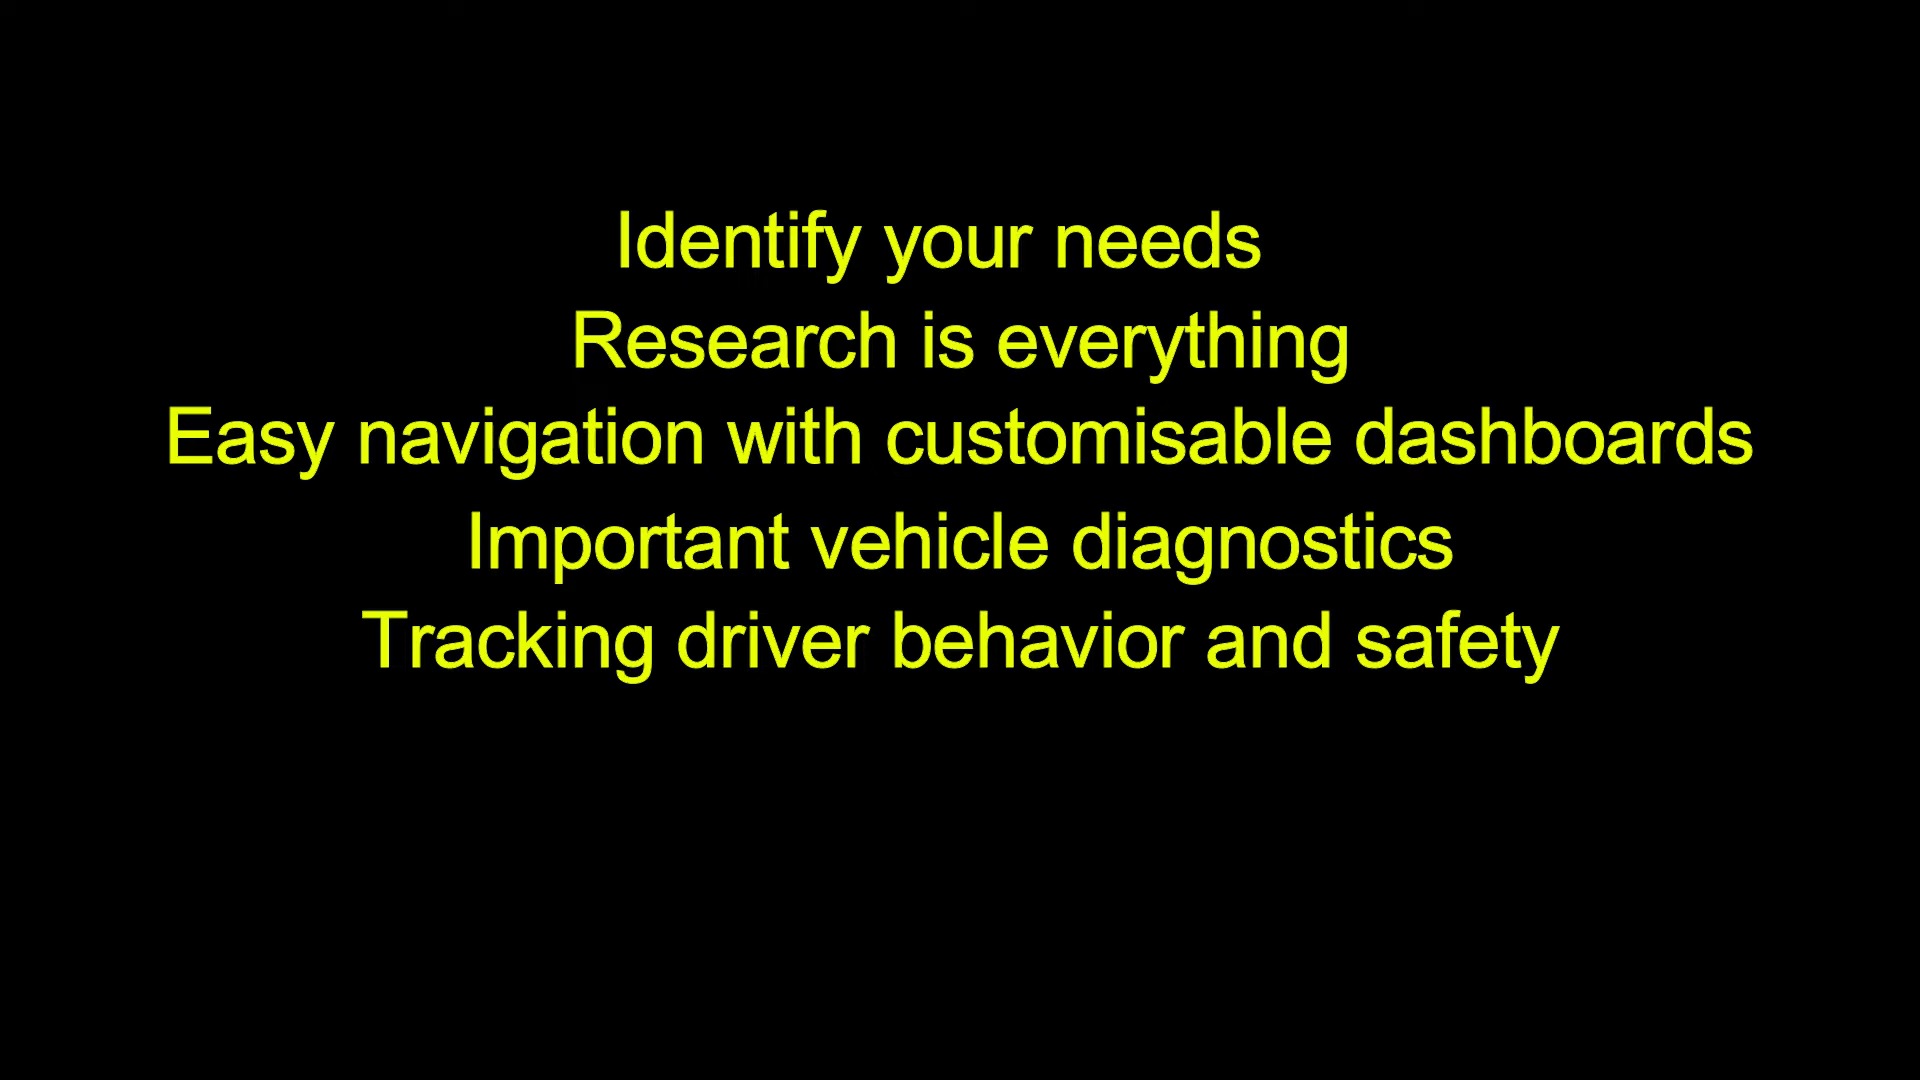 Identify your needs
Research is everything
Easy navigation with customisable dashboards
Important vehicle diagnostics
Tracking driver behavior and safety